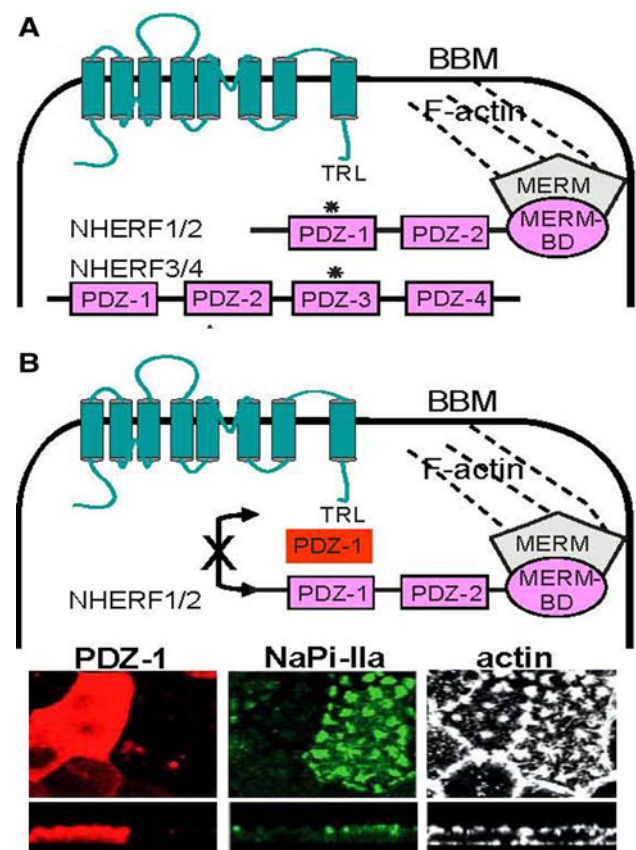 A
BBM
F-actin
TRL
MERM
NHERF1/2
*
PDZ-1
PDZ-2
MERM-
BD
NHERF3/4
*
PDZ-1
PDZ-2
PDZ-3
PDZ-4
B
BBM
F-actin
TRL
PDZ-1
X
MERM
NHERF1/2
PDZ-1
PDZ-2
MERM-
BD
PDZ-1 NaPi-IIa actin